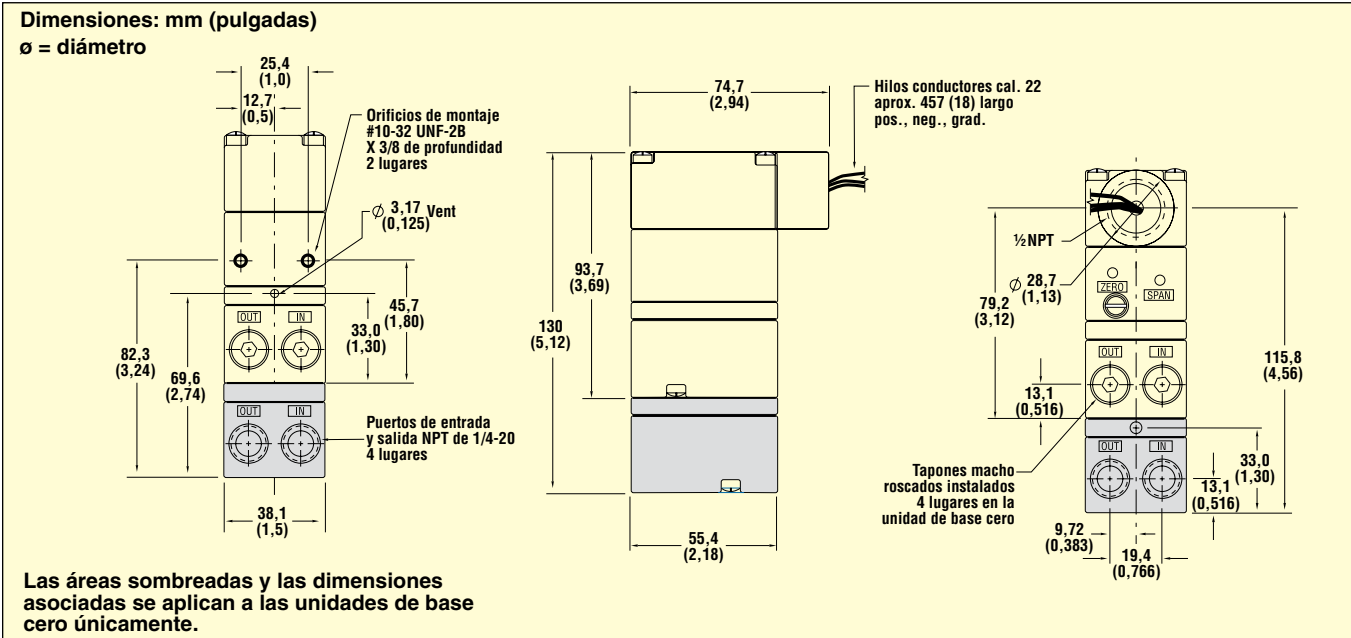 Dimensiones: mm (pulgadas)
ø = diámetro
25,4
(1,0)
12,7
(0,5)
Orificios de montaje
#10-32 UNF-2B
X 3/8 de profundidad
2 lugares
∅ 3,17 Vent
(0,125)
OUT
IN
45,7
(1,80)
33,0
(1,30)
82,3
(3,24)
69,6
(2,74)
OUT
IN
Puertos de entrada
y salida NPT de 1/4-20
4 lugares
38,1
(1,5)
74,7
(2,94)
Hilos conductores cal. 22
aprox. 457 (18) largo
pos., neg., grad.
93,7
(3,69)
130
(5,12)
55,4
(2,18)
½NPT
∅ 28,7
(1,13)
ZERO
SPAN
79,2
(3,12)
OUT
IN
115,8
(4,56)
13,1
(0,516)
OUT
IN
Tapones macho
roscados instalados
4 lugares en la
unidad de base cero
33,0
(1,30)
13,1
(0,516)
9,72
(0,383)
19,4
(0,766)
Las áreas sombreadas y las dimensiones
asociadas se aplican a las unidades de base
cero únicamente.